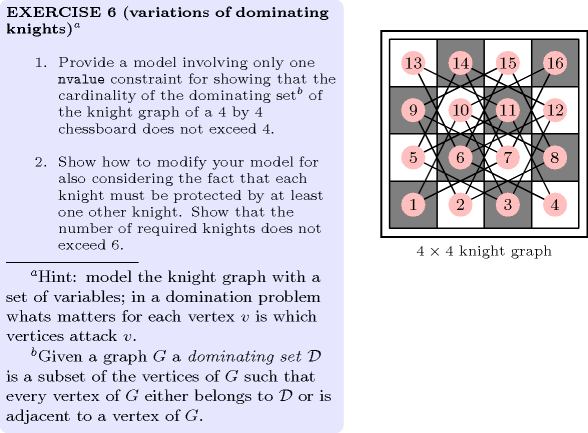 EXERCISE 6 (variations of dominating
knights)ᵃ
1. Provide a model involving only one
nvalue constraint for showing that the
cardinality of the dominating setᵇ of
the knight graph of a 4 by 4
chessboard does not exceed 4.
2. Show how to modify your model for
also considering the fact that each
knight must be protected by at least
one other knight. Show that the
number of required knights does not
exceed 6.
ᵃHint: model the knight graph with a
set of variables; in a domination problem
whats matters for each vertex v is which
vertices attack v.
ᵇGiven a graph G a dominating set D
is a subset of the vertices of G such that
every vertex of G either belongs to D or is
adjacent to a vertex of G.
13 14 15 16
9 10 11 12
5 6 7 8
1 2 3 4
4 × 4 knight graph